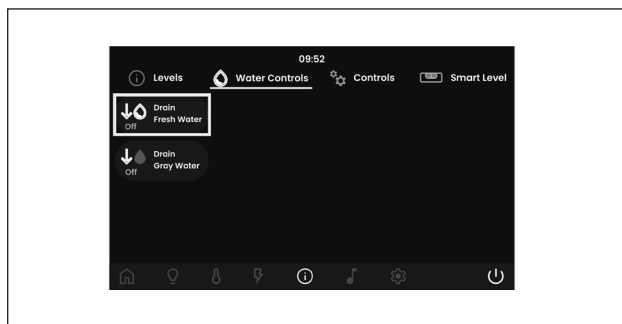 09:52
Levels
Water Controls
Controls
Smart Level
Drain
Fresh Water
Off
Drain
Gray Water
Off